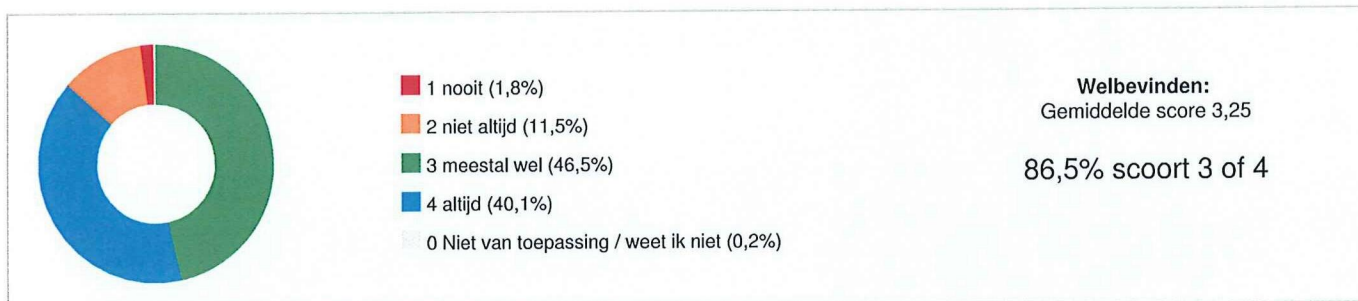 1 nooit (1,8%)
2 niet altijd (11,5%)
3 meestal wel (46,5%)
4 altijd (40,1%)
0 Niet van toepassing / weet ik niet (0,2%)
Welbevinden:
Gemiddelde score 3,25
86,5% scoort 3 of 4